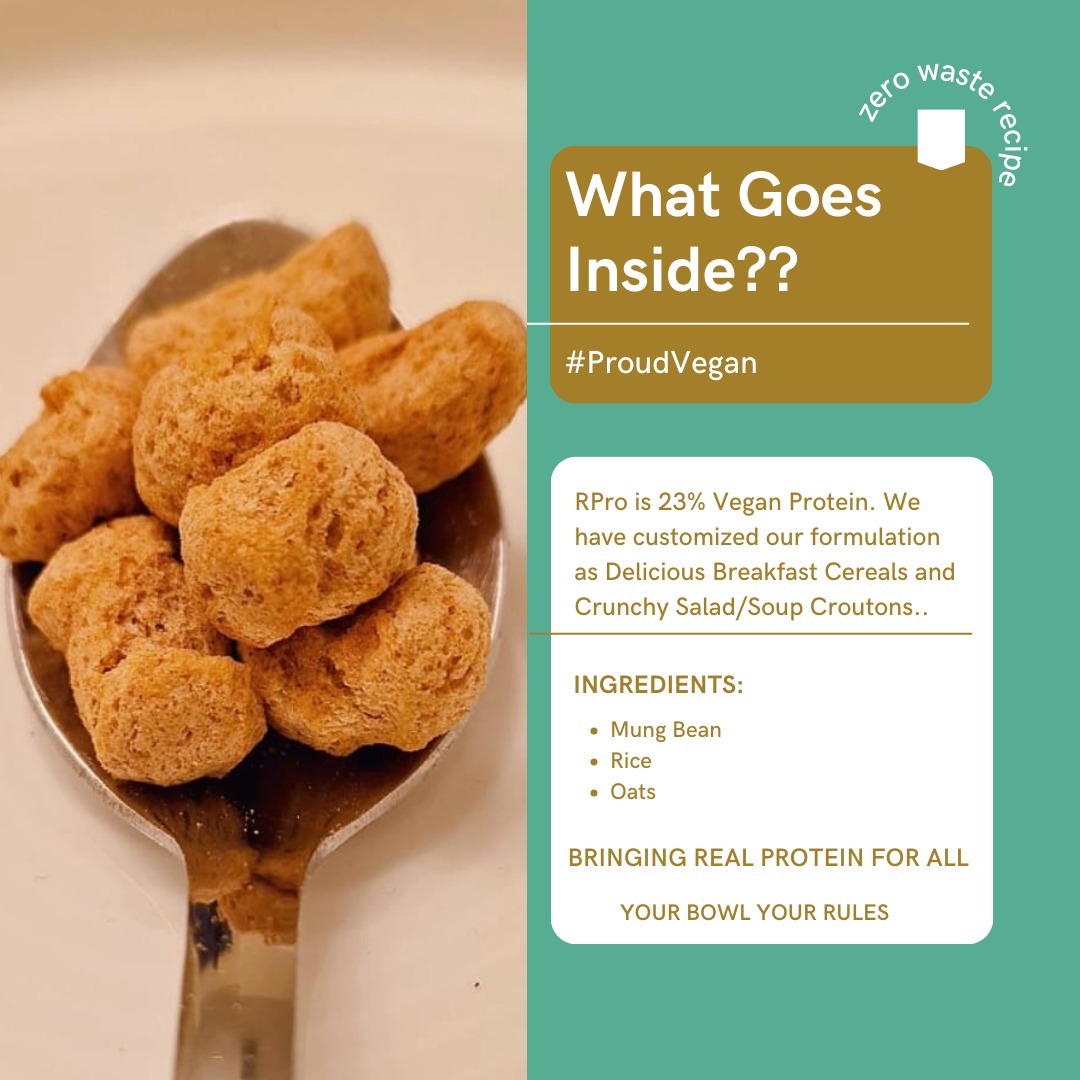 zero waste recipe
What Goes
Inside??
#ProudVegan
RPro is 23% Vegan Protein. We
have customized our formulation
as Delicious Breakfast Cereals and
Crunchy Salad/Soup Croutons..
INGREDIENTS:
• Mung Bean
• Rice
• Oats
BRINGING REAL PROTEIN FOR ALL
YOUR BOWL YOUR RULES